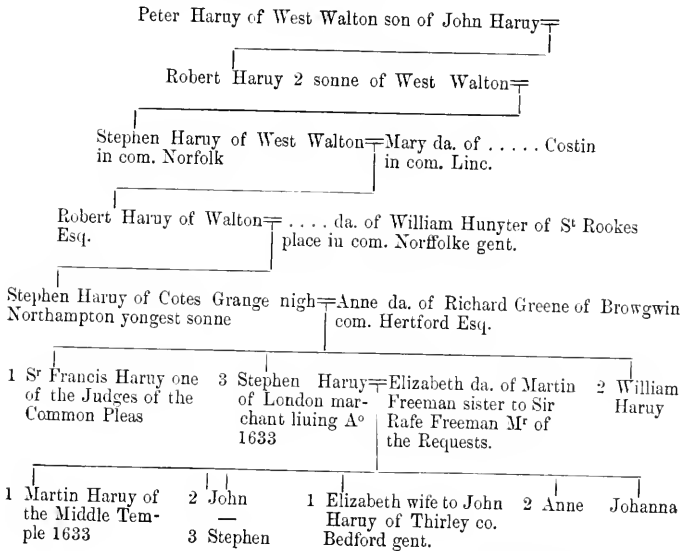 Peter Haruy of West Walton son of John Haruy
Robert Haruy 2 sonne of West Walton
Stephen Haruy of West Walton
in com. Norfolk
Mary da. of ..... Costin
in com. Linc.
Robert Haruy of Walton
Esq.
.... da. of William Hunyter of St Rookes
place in com. Norffolke gent.
Stephen Haruy of Cotes Grange nigh
Northampton yongest sonne
Anne da. of Richard Greene of Browgwin
com. Hertford Esq.
1 Sr Francis Haruy one
of the Judges of the
Common Pleas
3 Stephen Haruy
of London mar-
chant liuing Ao
1633
Elizabeth da. of Martin
Freeman sister to Sir
Rafe Freeman Mr of
the Requests.
2 William
Haruy
1 Martin Haruy of
the Middle Tem-
ple 1633
2 John
—
3 Stephen
1 Elizabeth wife to John
Haruy of Thirley co.
Bedford gent.
2 Anne
Johanna